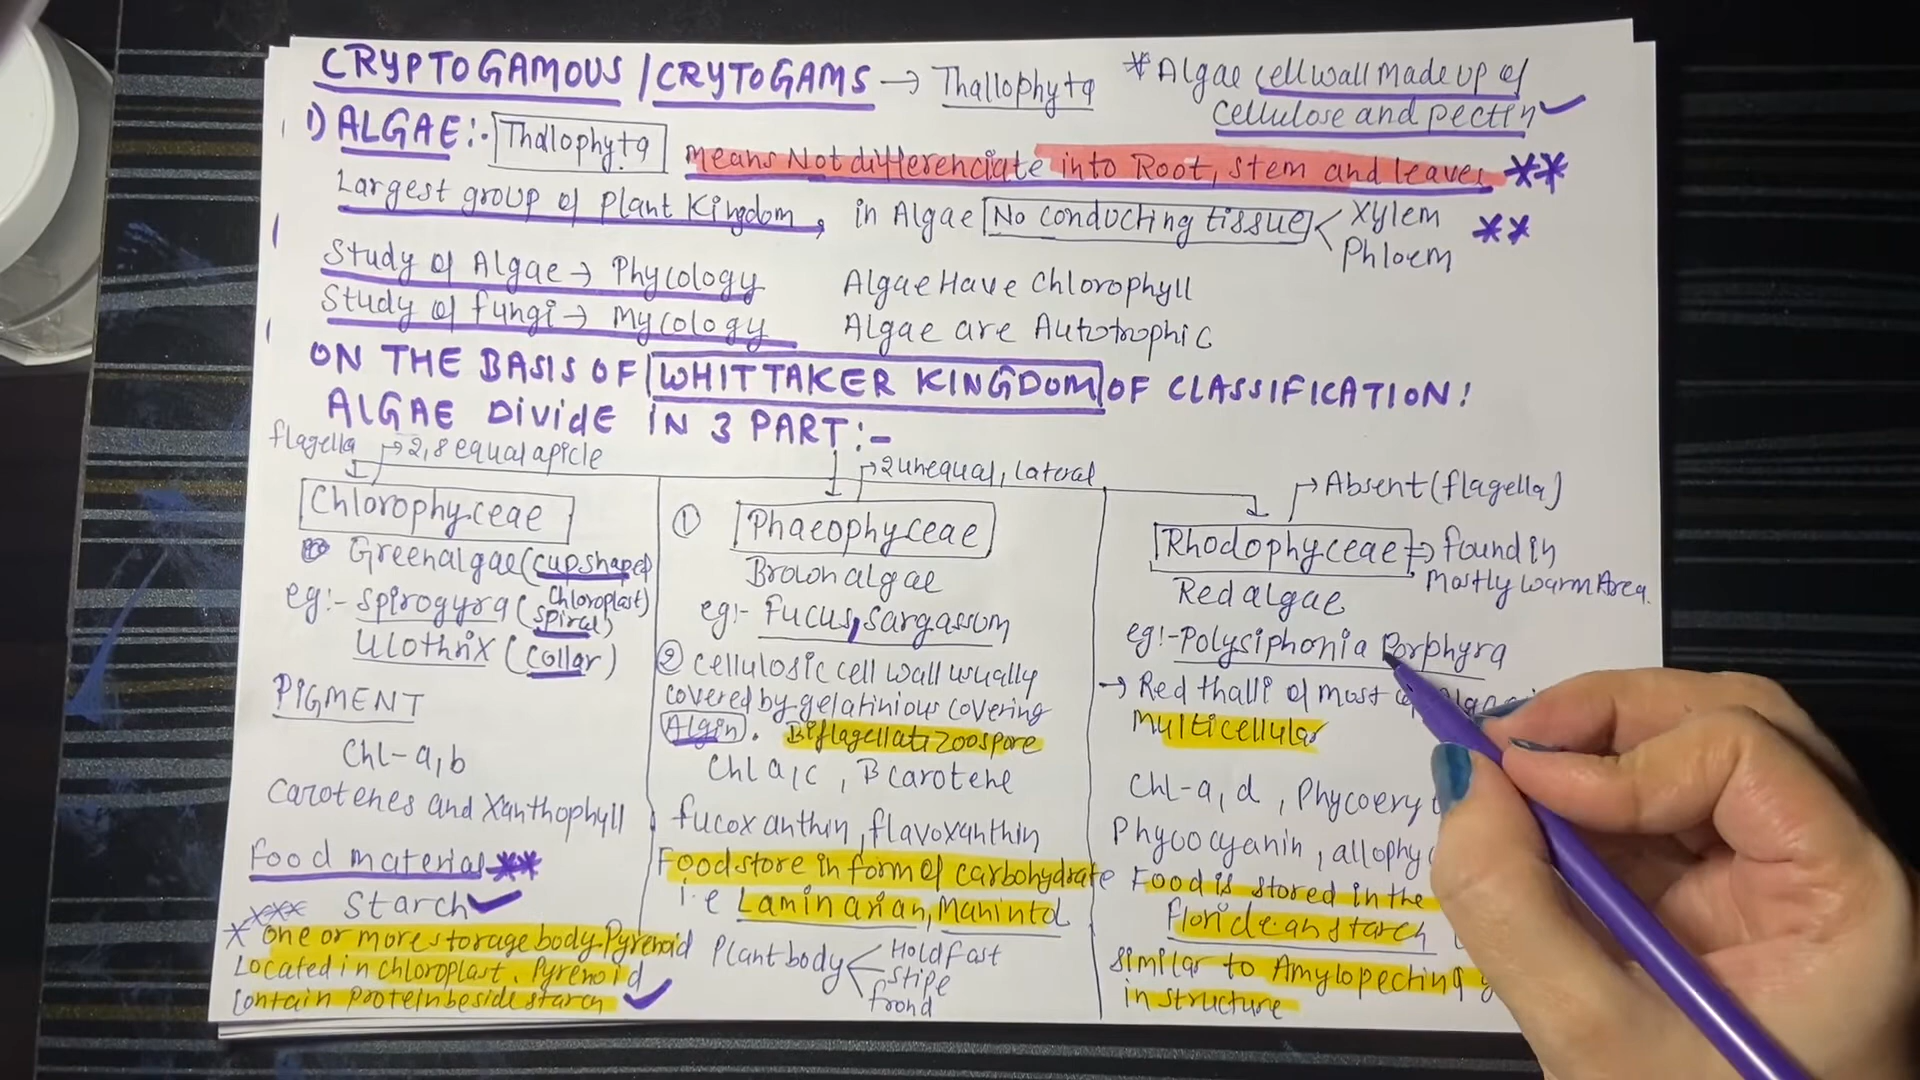 CRYPTOGAMOUS / CRYTOGAMS → Thallophyta
*Algae cell wall made up of
cellulose and pectin ✓
1) ALGAE:- Thallophyta means Not differenciate into Root, stem and leaves **
Largest group of plant Kingdom, in Algae No conducting tissue < Xylem **
Phloem
Study of Algae → Phycology Algae Have Chlorophyll
Study of fungi → Mycology Algae are Autotrophic
ON THE BASIS OF WHITTAKER KINGDOM OF CLASSIFICATION!
ALGAE DIVIDE IN 3 PART:-
flagella → 2,8 equal apicle
→ 2 unequal, lateral
→ Absent (flagella)
Chlorophyceae
Green algae (cup shaped
Chloroplast)
eg:- Spirogyra (spiral)
Ulothrix (collar)
PIGMENT
Chl-a,b
Carotenes and Xanthophyll
Food material **
Starch ✓
* One or more storage body-Pyrenoid
Located in chloroplast. Pyrenoid
contain protein beside starch ✓
① Phaeophyceae
Brown algae
eg:- Fucus, Sargassum
② cellulosic cell wall usually
covered by gelatinious covering
Algin. Biflagellate zoospore
Chl a,c, B carotene
fucoxanthin, flavoxanthin
Food store in form of carbohydrate
i.e Laminarian, Manintol
Plant body < Hold fast
Stipe
frond
Rhodophyceae → found in
Mostly warm Area.
Red algae
eg:- Polysiphonia Porphyra
→ Red thalli of most of
Multicellular
Chl-a,d, Phycoery
Phycocyanin, allophy
Food is stored in the
floridean starch
similar to Amylopecting
in structure